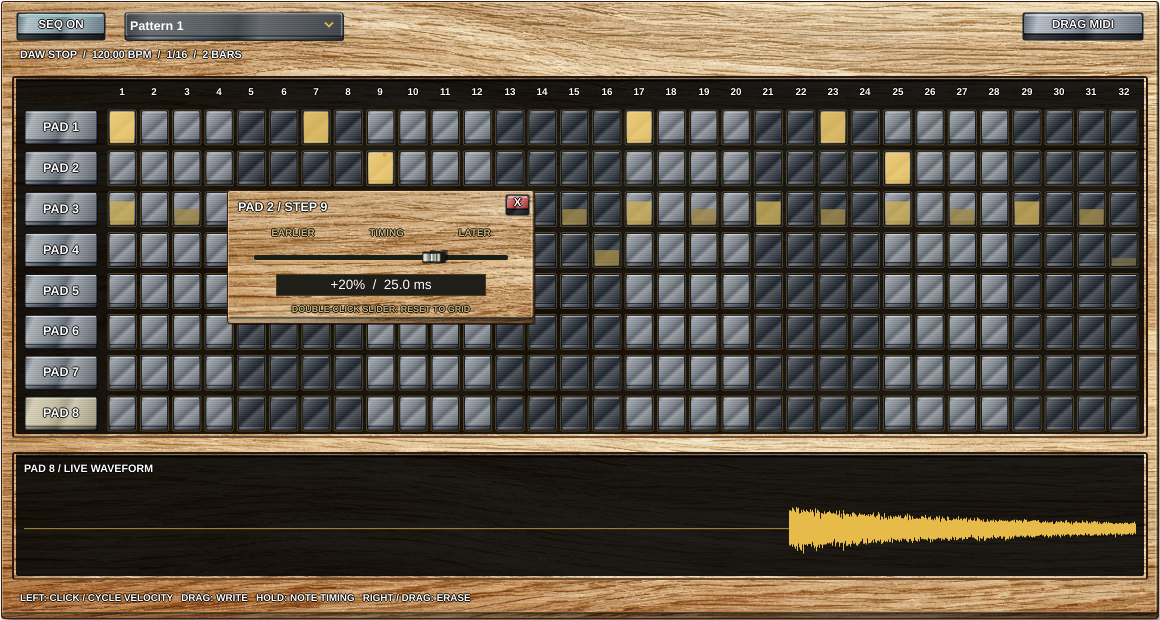 SEQ ON
Pattern 1
DRAG MIDI
DAW STOP / 120.00 BPM / 1/16 / 2 BARS
1 2 3 4 5 6 7 8 9 10 11 12 13 14 15 16 17 18 19 20 21 22 23 24 25 26 27 28 29 30 31 32
PAD 1
PAD 2
PAD 3
PAD 4
PAD 5
PAD 6
PAD 7
PAD 8
PAD 2 / STEP 9
X
EARLIER TIMING LATER
+20% / 25.0 ms
DOUBLE-CLICK SLIDER: RESET TO GRID
PAD 8 / LIVE WAVEFORM
LEFT: CLICK / CYCLE VELOCITY DRAG: WRITE HOLD: NOTE TIMING RIGHT / DRAG: ERASE